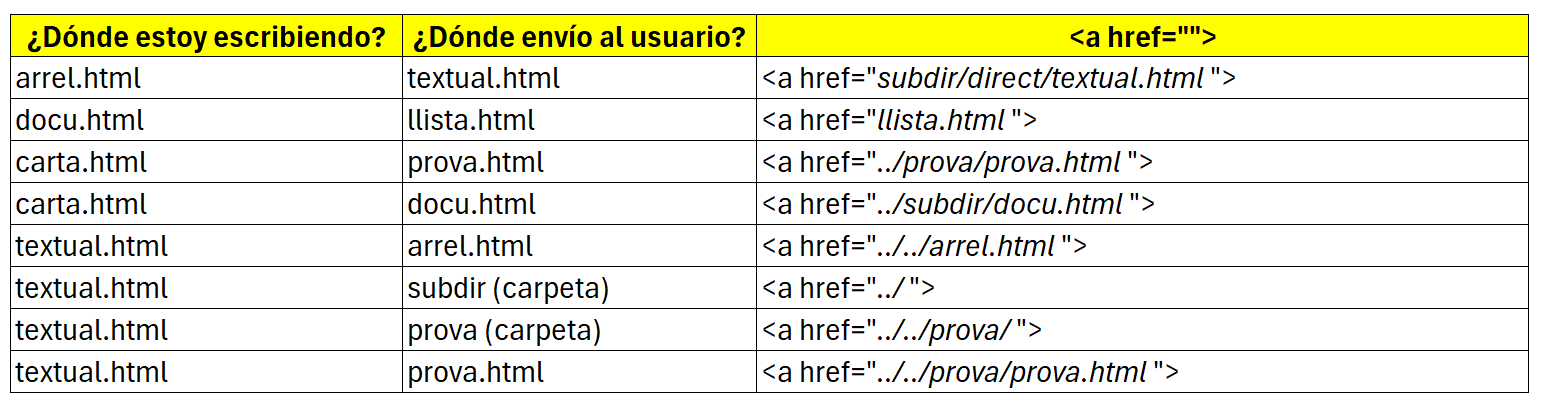 ¿Dónde estoy escribiendo? ¿Dónde envío al usuario? <a href="">
arrel.html textual.html <a href="subdir/direct/textual.html ">
docu.html llista.html <a href="llista.html ">
carta.html prova.html <a href="../prova/prova.html ">
carta.html docu.html <a href="../subdir/docu.html ">
textual.html arrel.html <a href="../../arrel.html ">
textual.html subdir (carpeta) <a href="../ ">
textual.html prova (carpeta) <a href="../../prova/ ">
textual.html prova.html <a href="../../prova/prova.html ">